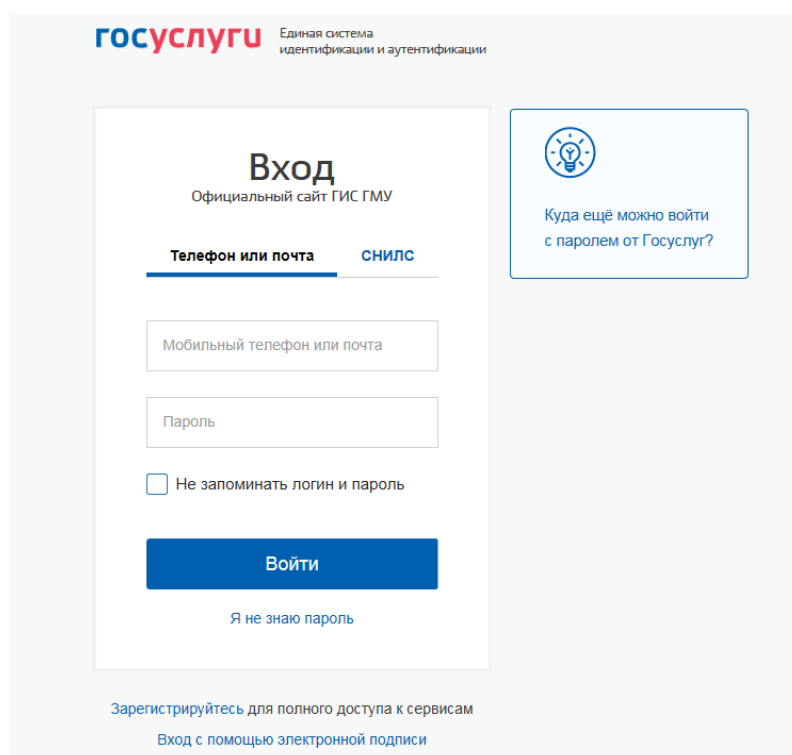 госуслуги
Единая система
идентификации и аутентификации
Вход
Официальный сайт ГИС ГМУ
Телефон или почта СНИЛС
Мобильный телефон или почта
Пароль
Не запоминать логин и пароль
Войти
Я не знаю пароль
Куда ещё можно войти
с паролем от Госуслуг?
Зарегистрируйтесь для полного доступа к сервисам
Вход с помощью электронной подписи